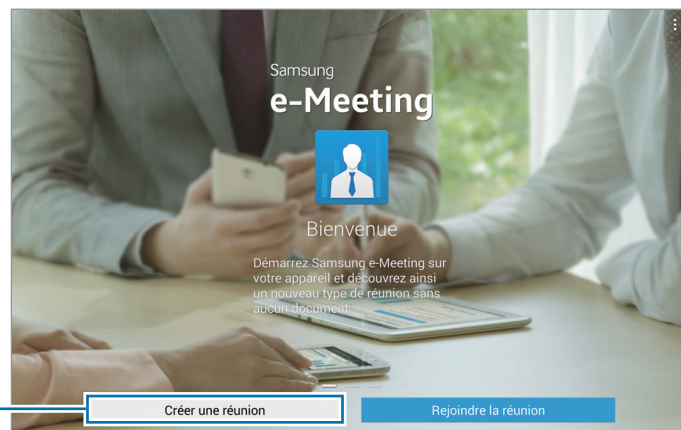 Samsung
e-Meeting
Bienvenue
Démarrez Samsung e-Meeting sur
votre appareil et découvrez ainsi
un nouveau type de réunion sans
aucun document.
Créer une réunion
Rejoindre la réunion